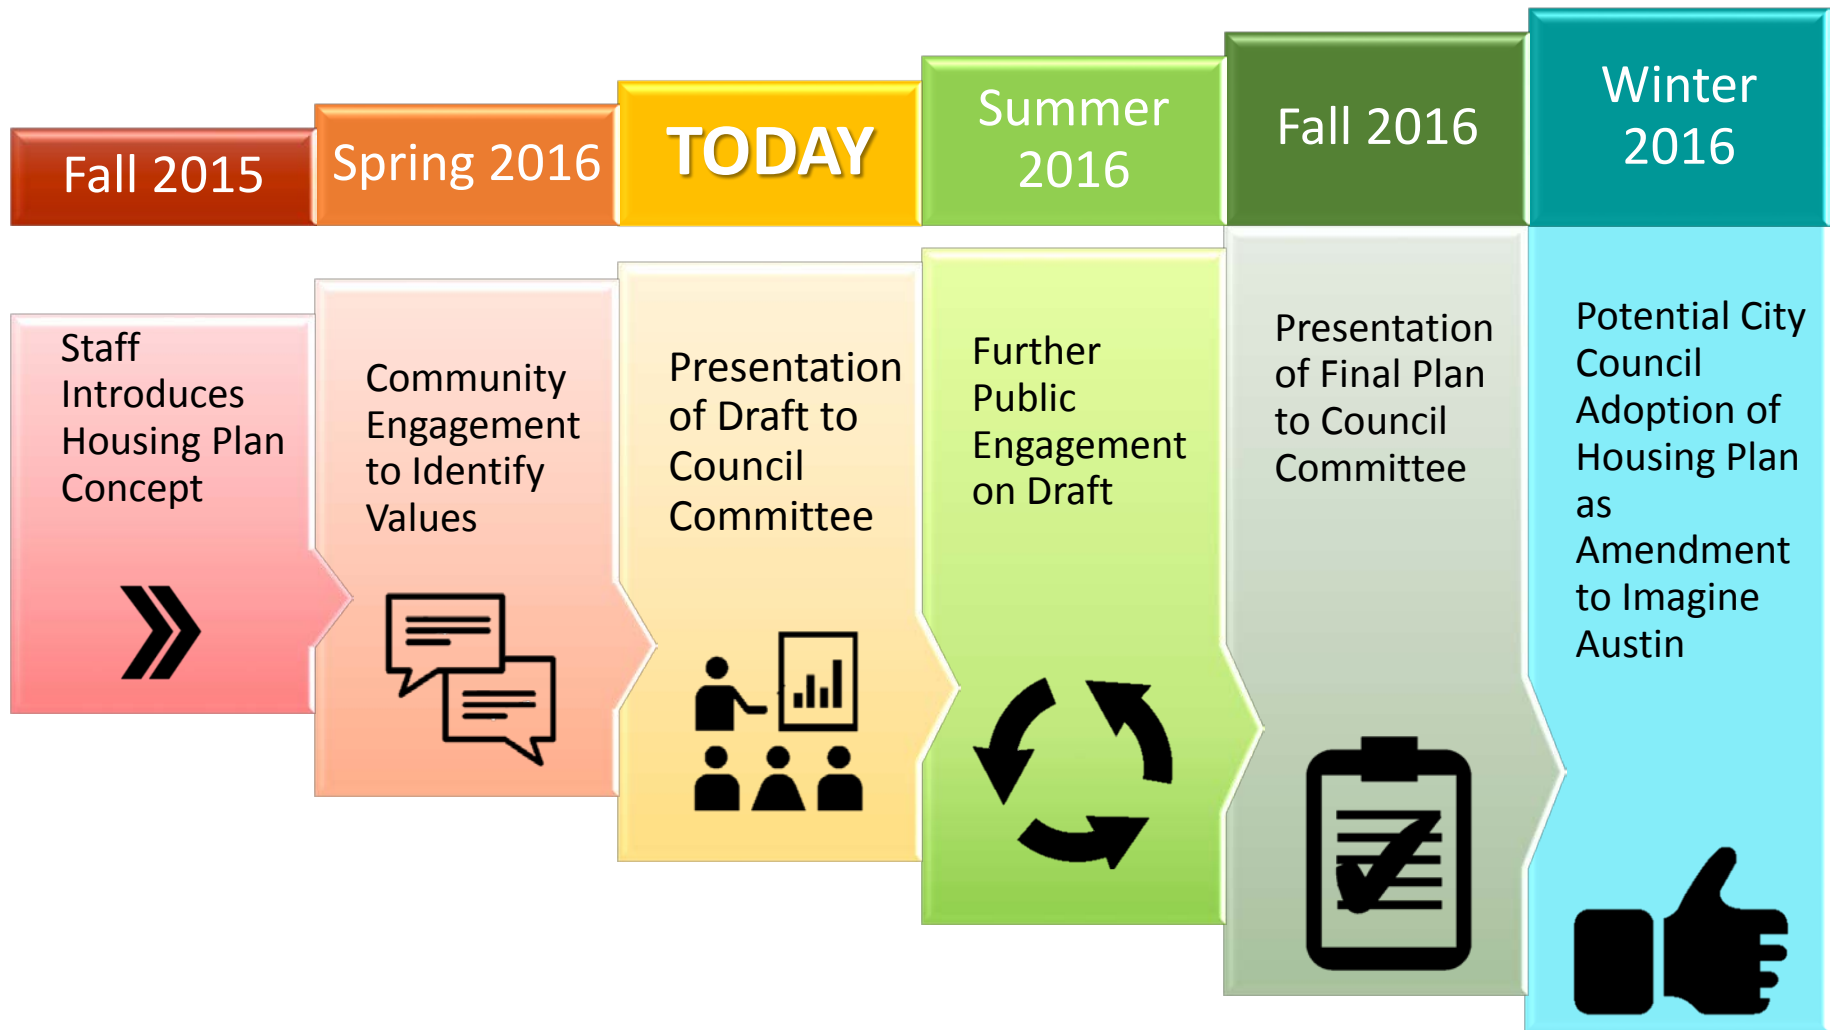 Fall 2015
Spring 2016
TODAY
Summer
2016
Fall 2016
Winter
2016
Staff
Introduces
Housing Plan
Concept
Community
Engagement
to Identify
Values
Presentation
of Draft to
Council
Committee
Further
Public
Engagement
on Draft
Presentation
of Final Plan
to Council
Committee
Potential City
Council
Adoption of
Housing Plan
as
Amendment
to Imagine
Austin